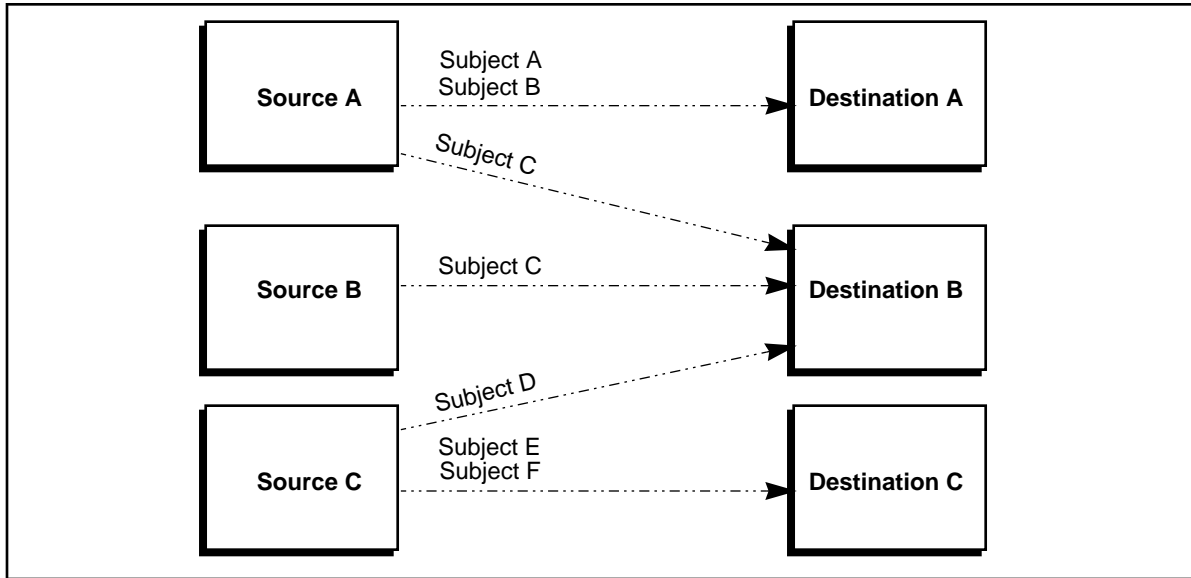 Subject A
Subject B
Source A
Destination A
Subject C
Source B
Subject C
Destination B
Subject D
Subject E
Subject F
Source C
Destination C